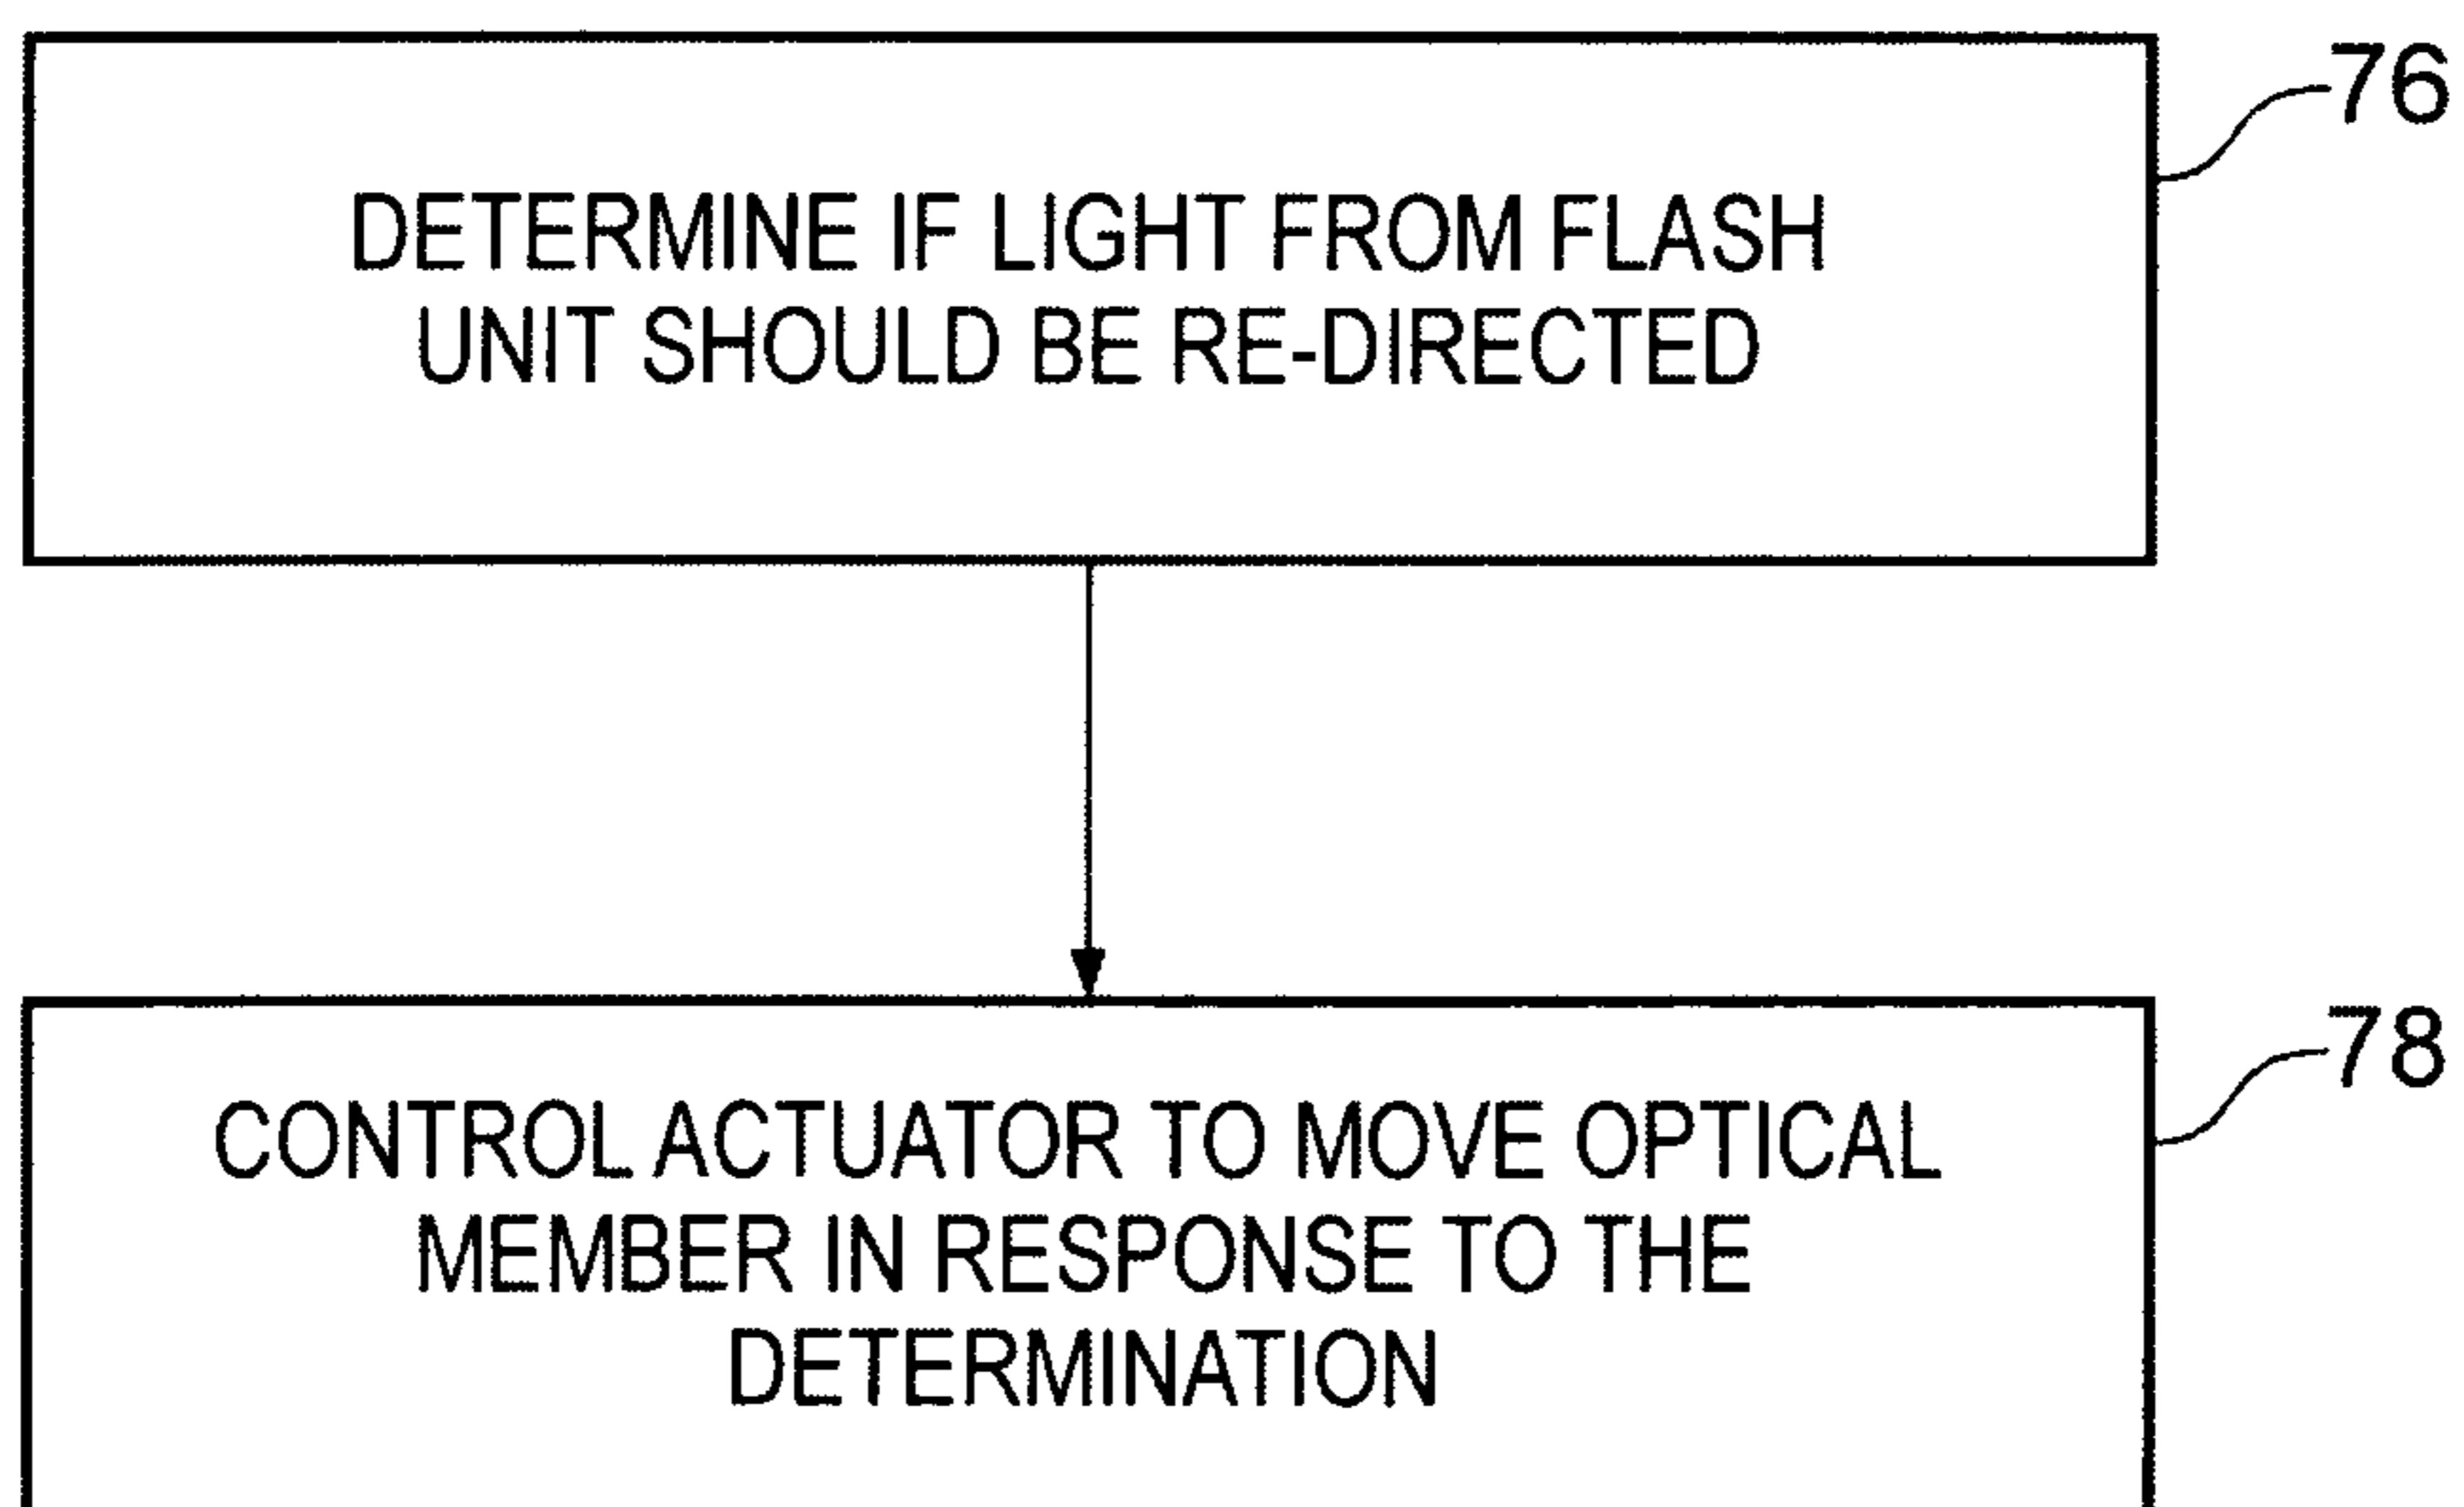 76
DETERMINE IF LIGHT FROM FLASH
UNIT SHOULD BE RE-DIRECTED
78
CONTROL ACTUATOR TO MOVE OPTICAL
MEMBER IN RESPONSE TO THE
DETERMINATION